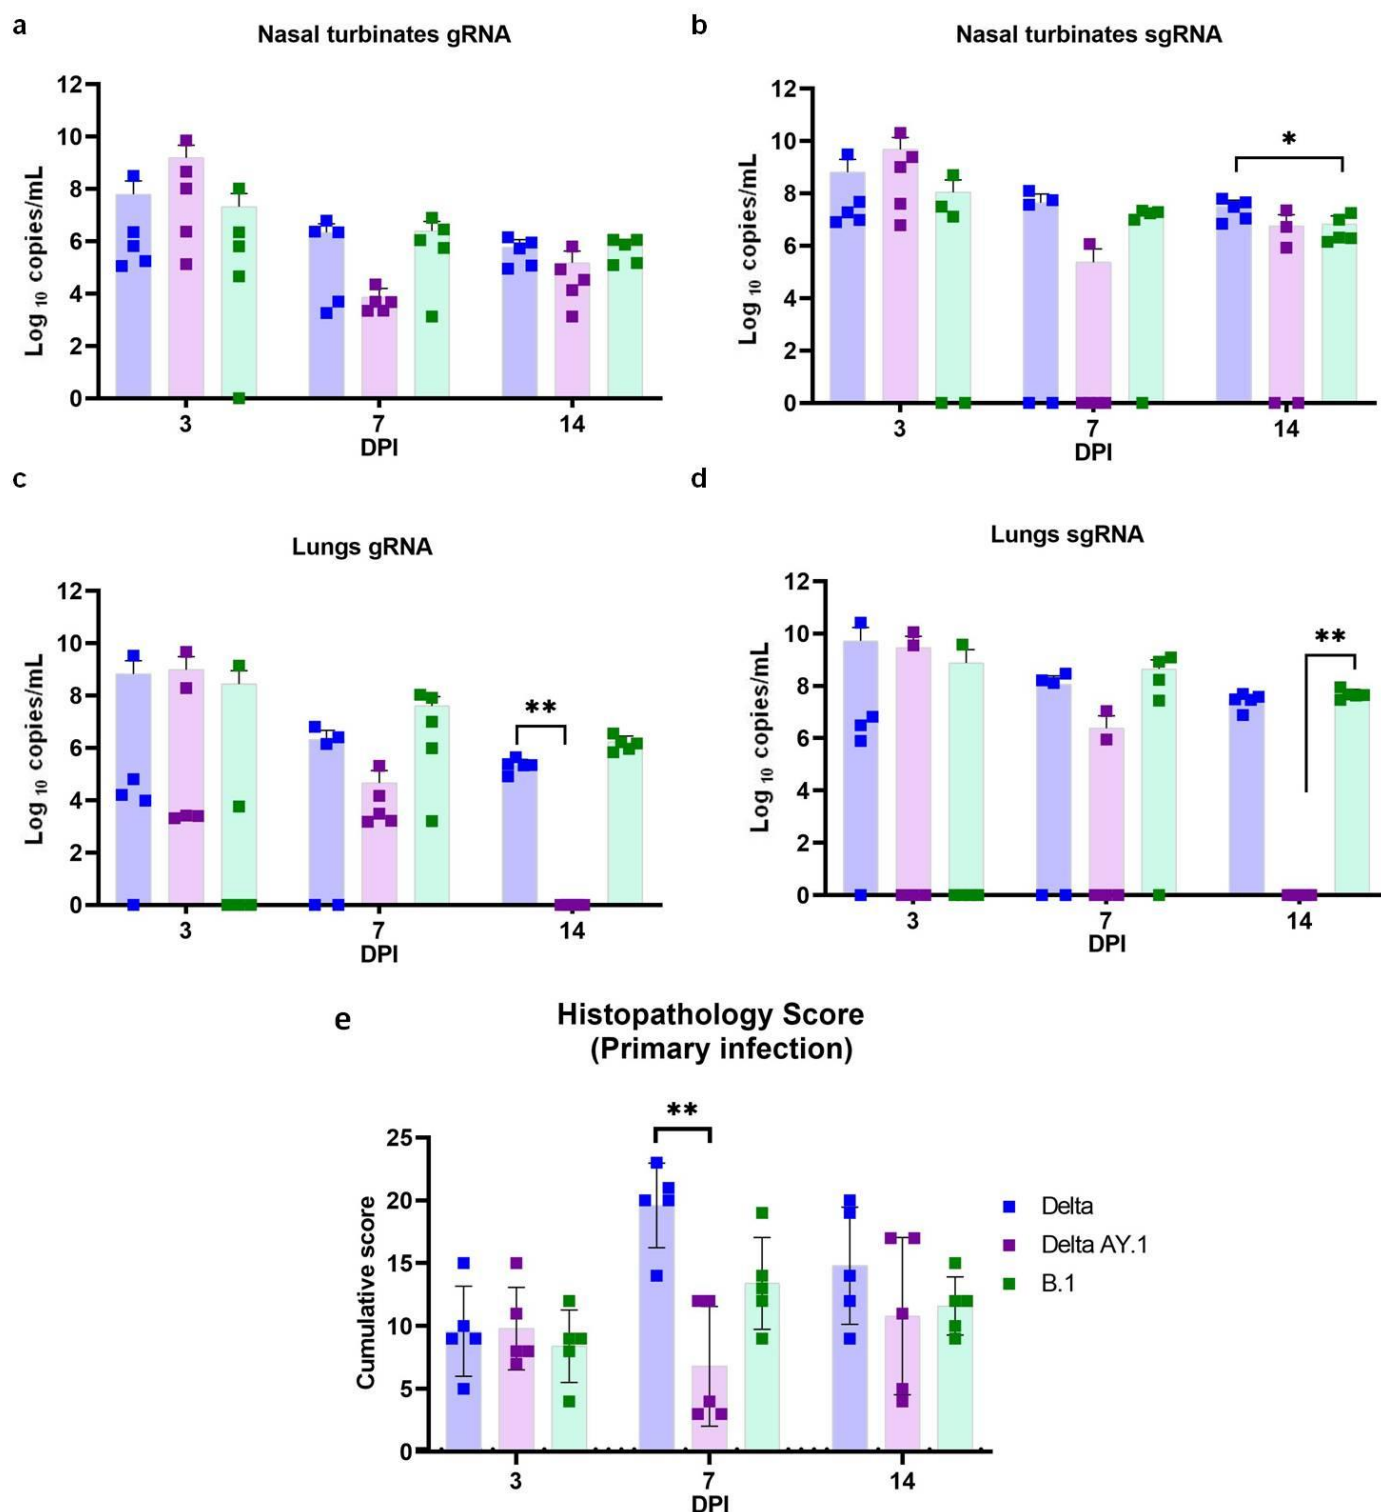 a
Nasal turbinates gRNA
Log 10 copies/mL
12
10
8
6
4
2
0
3
7
14
DPI
b
Nasal turbinates sgRNA
Log 10 copies/mL
12
10
8
6
4
2
0
*
3
7
14
DPI
c
Lungs gRNA
Log 10 copies/mL
12
10
8
6
4
2
0
**
3
7
14
DPI
d
Lungs sgRNA
Log 10 copies/mL
12
10
8
6
4
2
0
**
3
7
14
DPI
e
Histopathology Score
(Primary infection)
Cumulative score
25
20
15
10
5
0
**
3
7
14
DPI
Delta
Delta AY.1
B.1